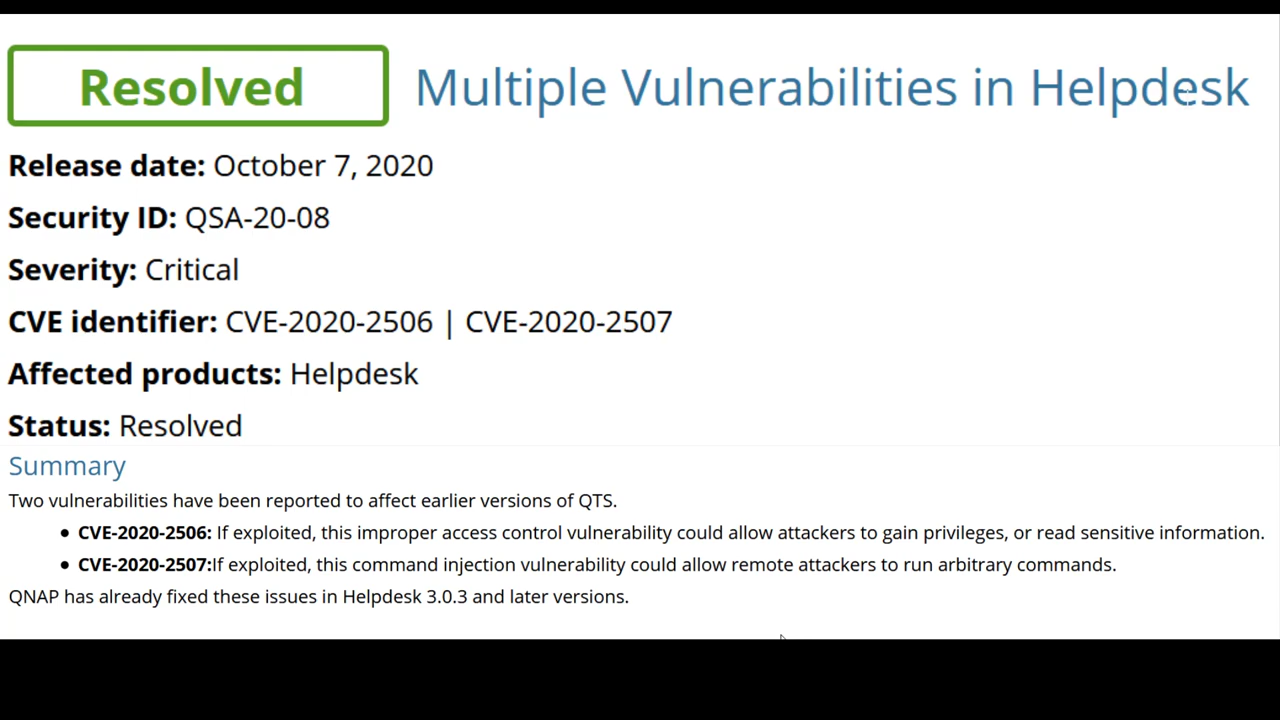 Resolved Multiple Vulnerabilities in Helpdesk
Release date: October 7, 2020
Security ID: QSA-20-08
Severity: Critical
CVE identifier: CVE-2020-2506 | CVE-2020-2507
Affected products: Helpdesk
Status: Resolved
Summary
Two vulnerabilities have been reported to affect earlier versions of QTS.
• CVE-2020-2506: If exploited, this improper access control vulnerability could allow attackers to gain privileges, or read sensitive information.
• CVE-2020-2507:If exploited, this command injection vulnerability could allow remote attackers to run arbitrary commands.
QNAP has already fixed these issues in Helpdesk 3.0.3 and later versions.